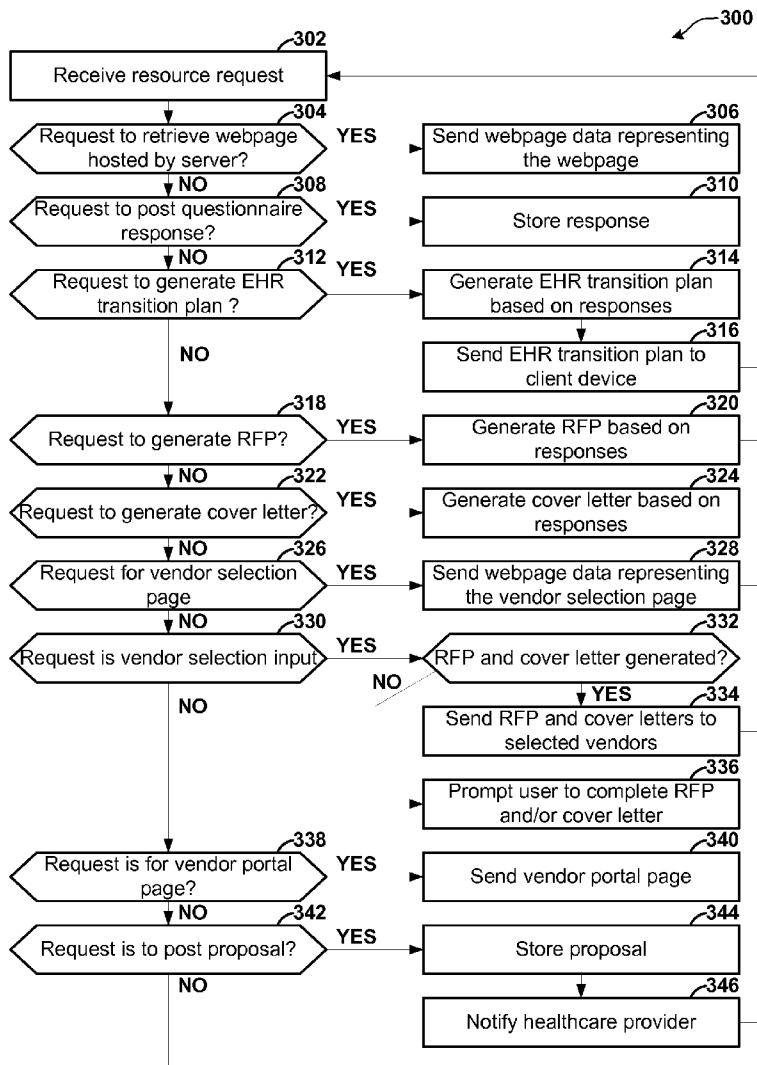 300
302
Receive resource request
304
Request to retrieve webpage
hosted by server?
YES
306
Send webpage data representing
the webpage
NO
308
Request to post questionnaire
response?
YES
310
Store response
NO
312
Request to generate EHR
transition plan ?
YES
314
Generate EHR transition plan
based on responses
316
Send EHR transition plan to
client device
NO
318
Request to generate RFP?
YES
320
Generate RFP based on
responses
NO
322
Request to generate cover letter?
YES
324
Generate cover letter based on
responses
NO
326
Request for vendor selection
page
YES
328
Send webpage data representing
the vendor selection page
NO
330
Request is vendor selection input
YES
332
RFP and cover letter generated?
NO
YES
334
Send RFP and cover letters to
selected vendors
NO
336
Prompt user to complete RFP
and/or cover letter
338
Request is for vendor portal
page?
YES
340
Send vendor portal page
NO
342
Request is to post proposal?
YES
344
Store proposal
NO
346
Notify healthcare provider